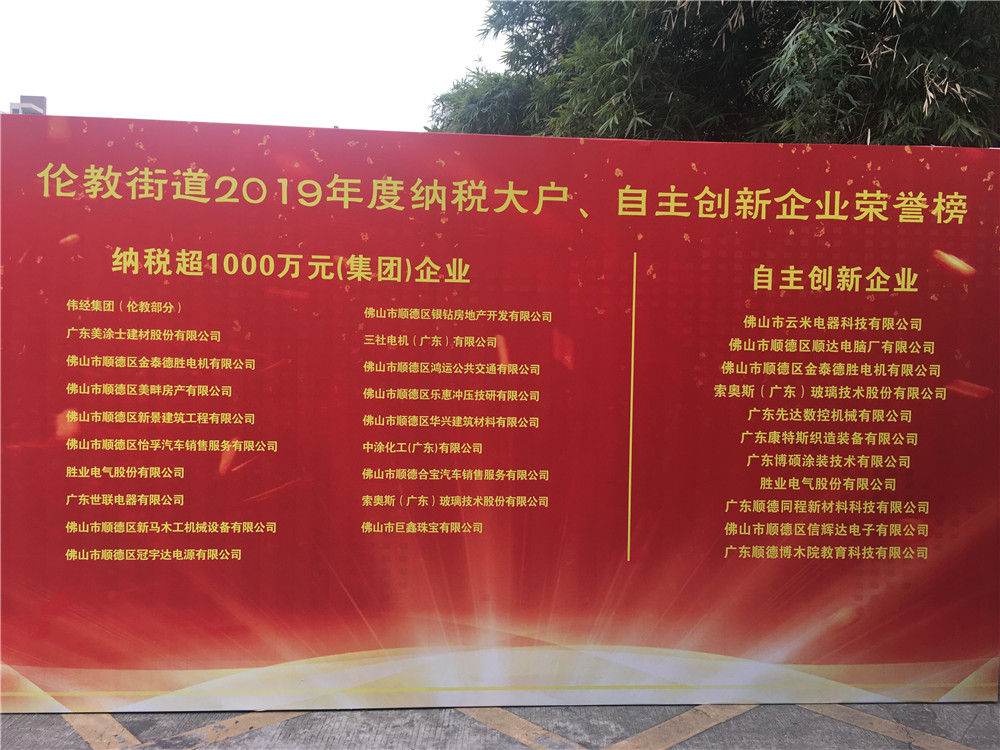 伦教街道2019年度纳税大户、自主创新企业荣誉榜
纳税超1000万元(集团)企业
伟经集团（伦教部分）
广东美涂士建材股份有限公司
佛山市顺德区金泰德胜电机有限公司
佛山市顺德区美畔房产有限公司
佛山市顺德区新景建筑工程有限公司
佛山市顺德区怡孚汽车销售服务有限公司
胜业电气股份有限公司
广东世联电器有限公司
佛山市顺德区新马木工机械设备有限公司
佛山市顺德区冠宇达电源有限公司
佛山市顺德区银钻房地产开发有限公司
三社电机（广东）有限公司
佛山市顺德区鸿运公共交通有限公司
佛山市顺德区乐惠冲压技研有限公司
佛山市顺德区华兴建筑材料有限公司
中涂化工(广东)有限公司
佛山市顺德合宝汽车销售服务有限公司
索奥斯（广东）玻璃技术股份有限公司
佛山市巨鑫珠宝有限公司
自主创新企业
佛山市云米电器科技有限公司
佛山市顺德区顺达电脑厂有限公司
佛山市顺德区金泰德胜电机有限公司
索奥斯（广东）玻璃技术股份有限公司
广东先达数控机械有限公司
广东康特斯织造装备有限公司
广东博硕涂装技术有限公司
胜业电气股份有限公司
广东顺德同程新材料科技有限公司
佛山市顺德区信辉达电子有限公司
广东顺德博木院教育科技有限公司